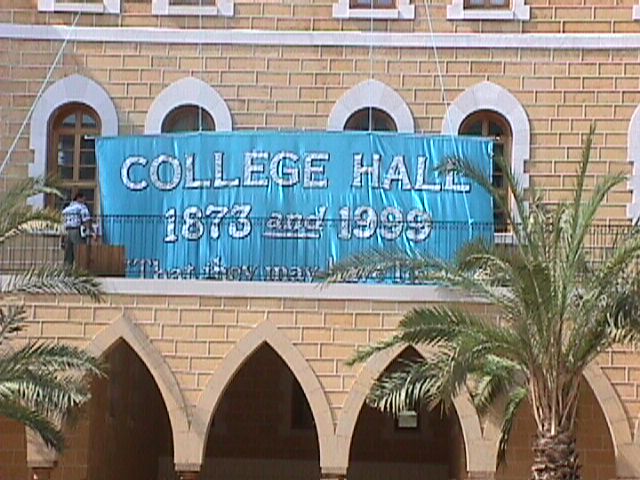 COLLEGE HALL
1873 and 1999
"That they may have